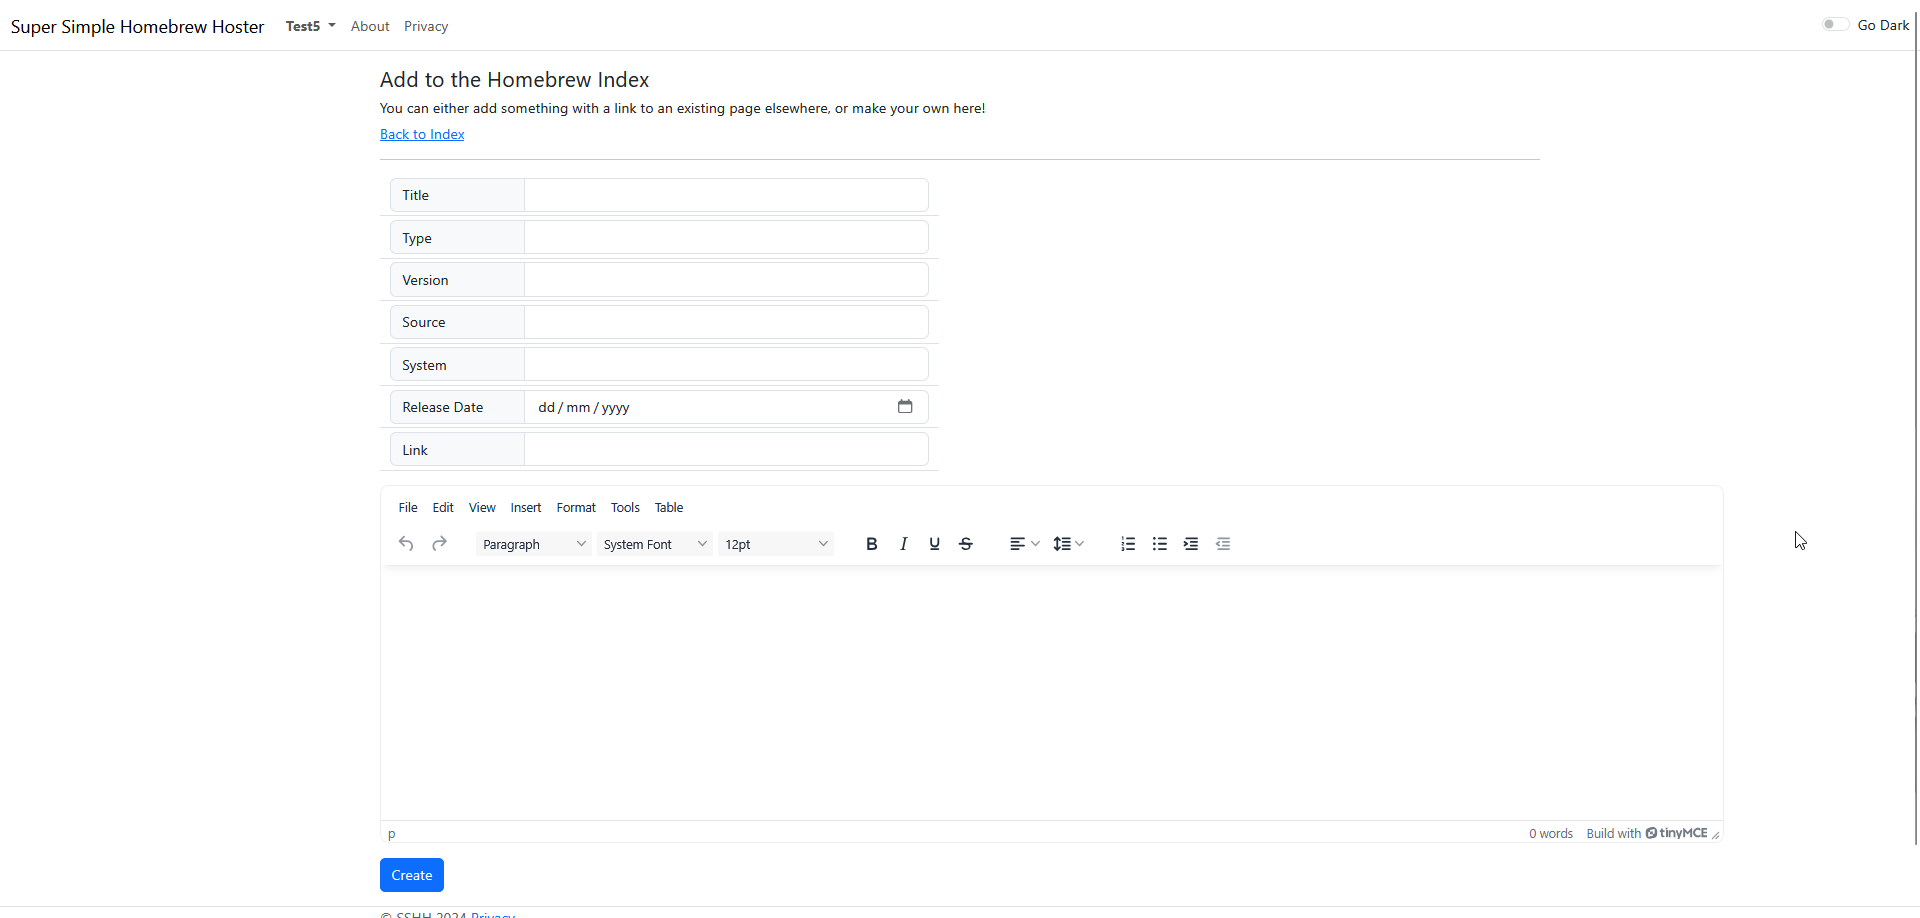 Super Simple Homebrew Hoster Test5 About Privacy Go Dark
Add to the Homebrew Index
You can either add something with a link to an existing page elsewhere, or make your own here!
Back to Index
Title
Type
Version
Source
System
Release Date dd / mm / yyyy
Link
File Edit View Insert Format Tools Table
Paragraph System Font 12pt B I U S
p 0 words Build with tinyMCE
Create
© SSHH 2024 Privacy